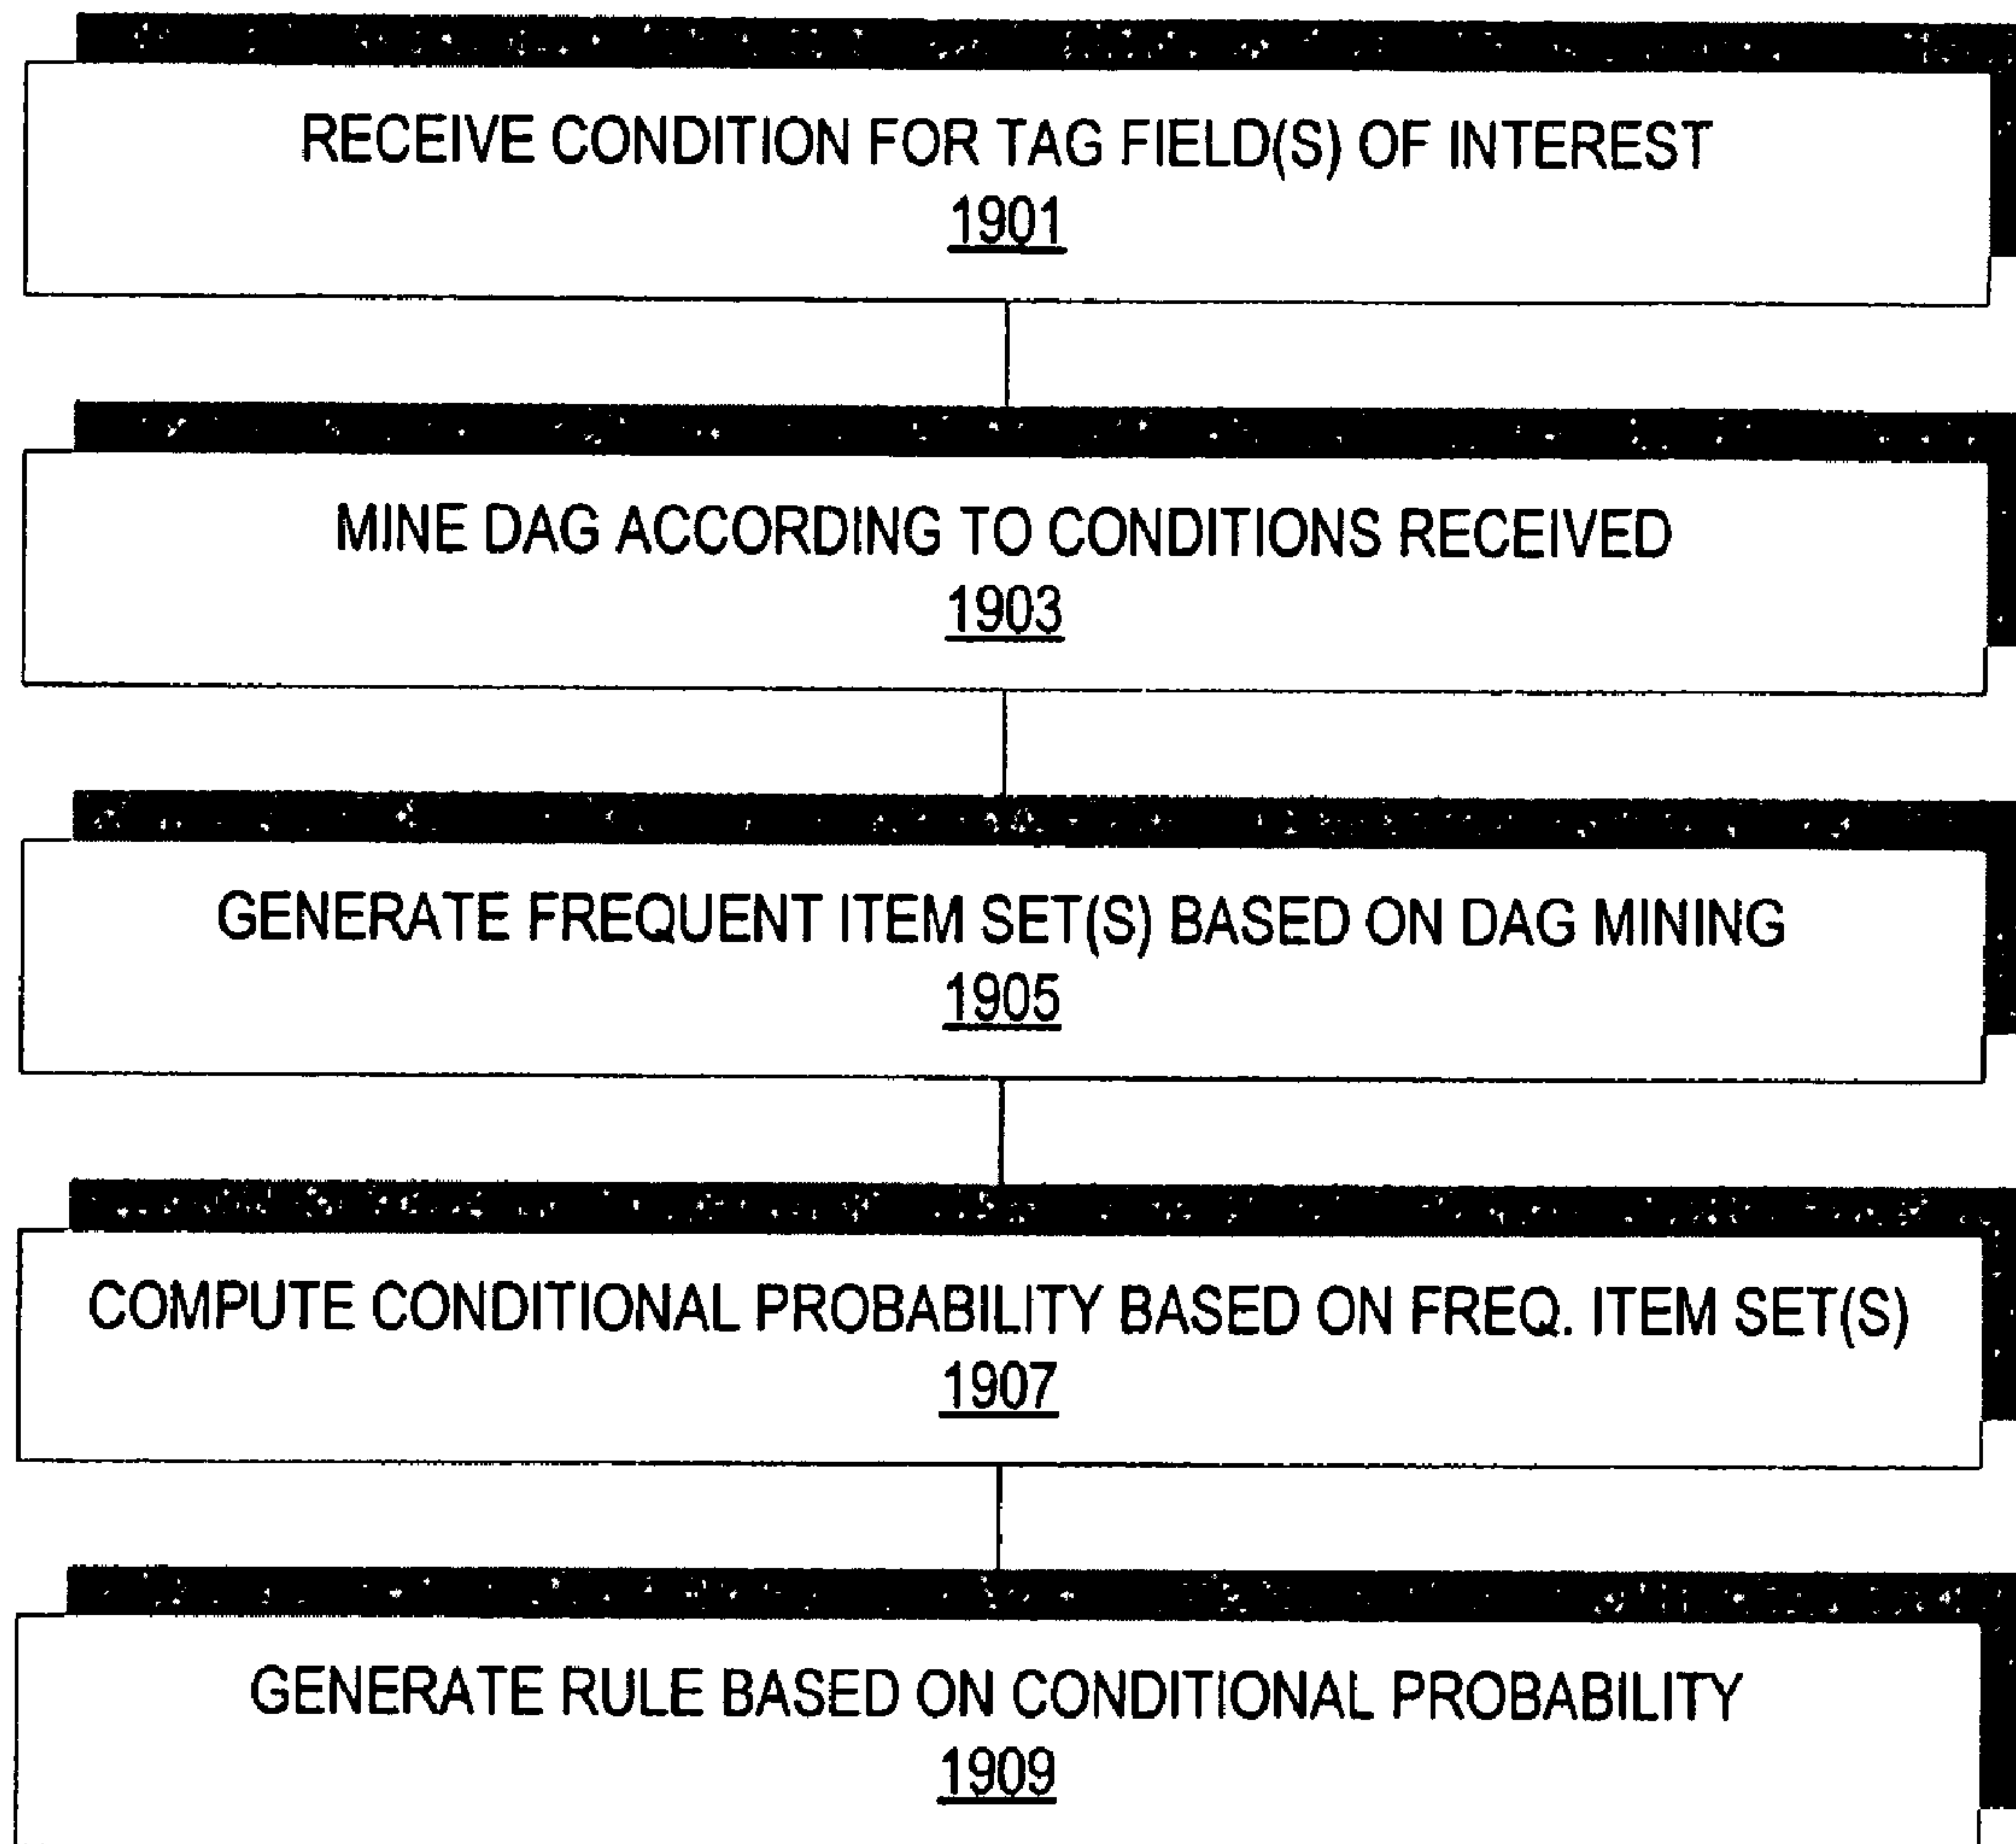 RECEIVE CONDITION FOR TAG FIELD(S) OF INTEREST
1901
MINE DAG ACCORDING TO CONDITIONS RECEIVED
1903
GENERATE FREQUENT ITEM SET(S) BASED ON DAG MINING
1905
COMPUTE CONDITIONAL PROBABILITY BASED ON FREQ. ITEM SET(S)
1907
GENERATE RULE BASED ON CONDITIONAL PROBABILITY
1909